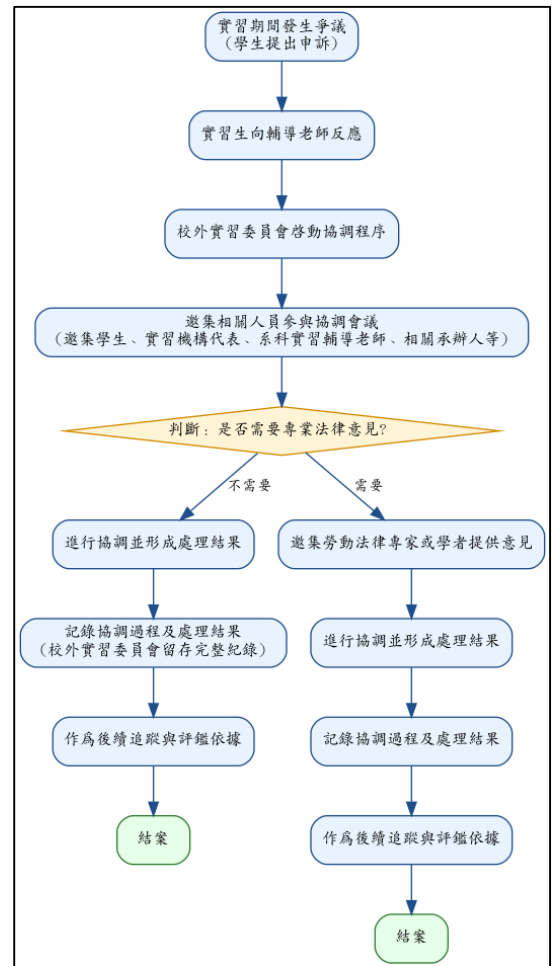 實習期間發生爭議
（學生提出申訴）
實習生向輔導老師反應
校外實習委員會啓動協調程序
邀集相關人員參與協調會議
（邀集學生、實習機構代表、系科實習輔導老師、相關承辦人等）
判斷：是否需要專業法律意見?
不需要
需要
進行協調並形成處理結果
邀集勞動法律專家或學者提供意見
記錄協調過程及處理結果
（校外實習委員會留存完整紀錄）
進行協調並形成處理結果
作爲後續追蹤與評鑑依據
記錄協調過程及處理結果
結案
作爲後續追蹤與評鑑依據
結案